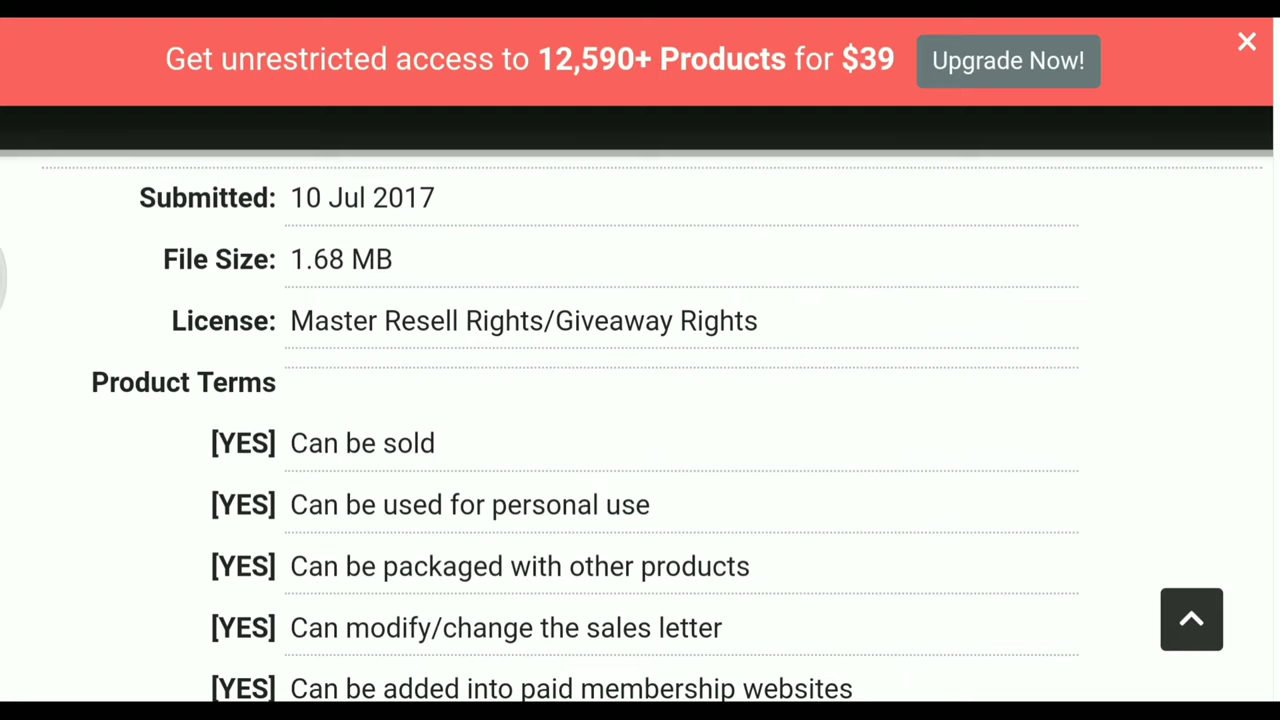 Get unrestricted access to 12,590+ Products for $39 Upgrade Now! ×
Submitted: 10 Jul 2017
File Size: 1.68 MB
License: Master Resell Rights/Giveaway Rights
Product Terms
[YES] Can be sold
[YES] Can be used for personal use
[YES] Can be packaged with other products
[YES] Can modify/change the sales letter
[YES] Can be added into paid membership websites